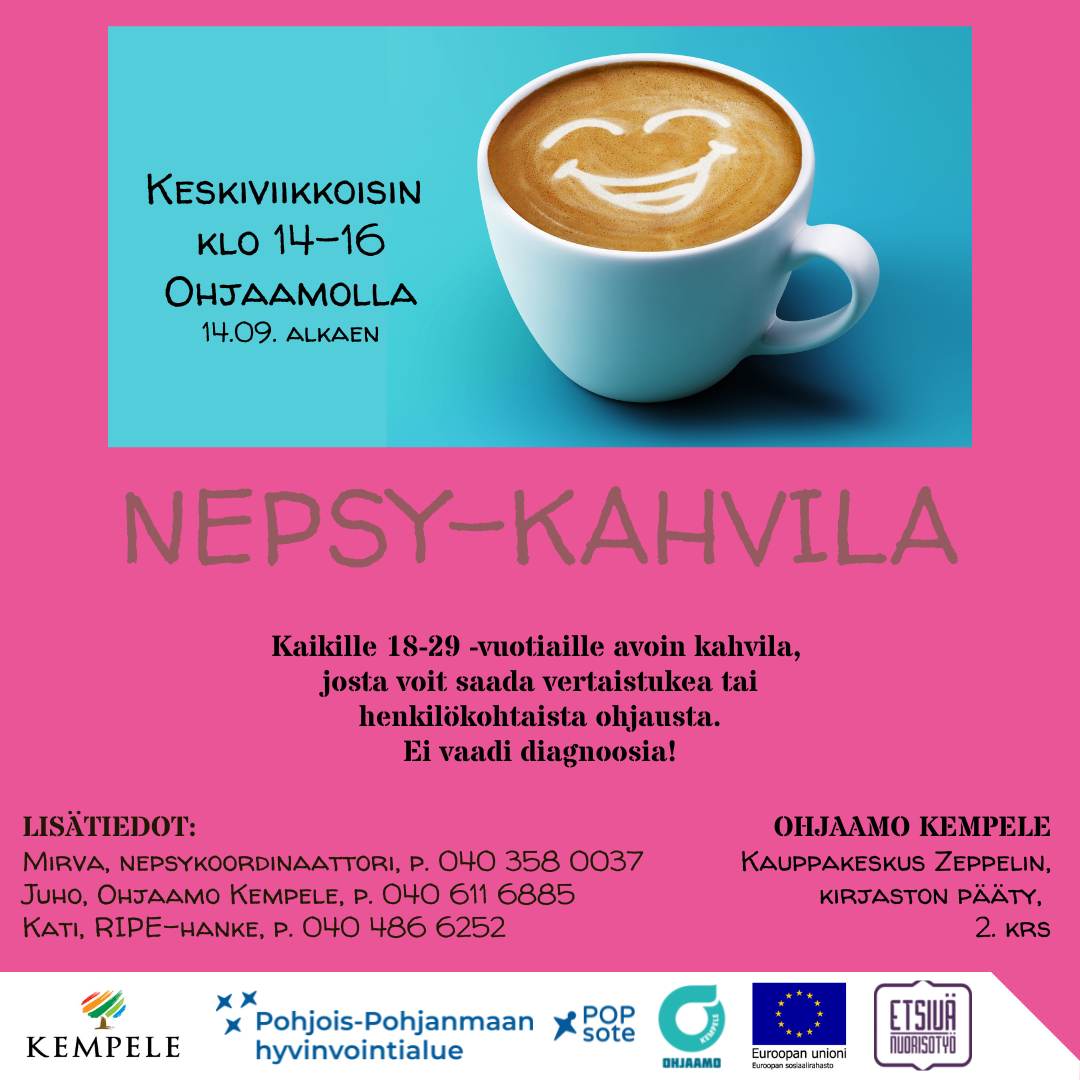 Keskiviikkoisin
klo 14-16
Ohjaamolla
14.09. alkaen
NEPSY-KAHVILA
Kaikille 18-29 -vuotiaille avoin kahvila,
josta voit saada vertaistukea tai
henkilökohtaista ohjausta.
Ei vaadi diagnoosia!
LISÄTIEDOT:
Mirva, nepsykoordinaattori, p. 040 358 0037
Juho, Ohjaamo Kempele, p. 040 611 6885
Kati, RIPE-hanke, p. 040 486 6252
OHJAAMO KEMPELE
Kauppakeskus Zeppelin,
kirjaston pääty,
2. krs
KEMPELE
Pohjois-Pohjanmaan
hyvinvointialue
POP
sote
KEMPELE
OHJAAMO
Euroopan unioni
Euroopan sosiaalirahasto
ETSIVÄ
NUORISOTYÖ